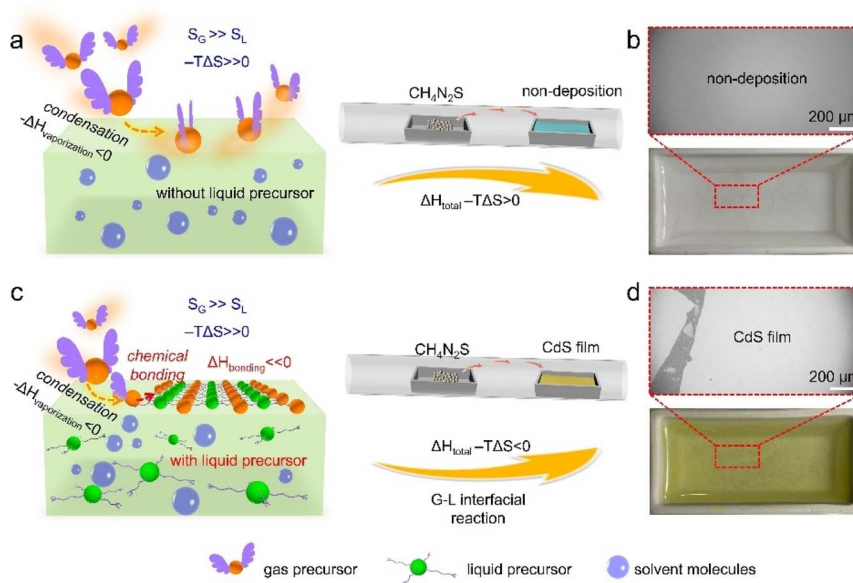 a
S_G >> S_L
−TΔS>>0
condensation
-ΔH_vaporization<0
without liquid precursor
CH₄N₂S
non-deposition
ΔH_total −TΔS>0
b
non-deposition
200 μm
c
S_G >> S_L
−TΔS>>0
chemical
bonding
ΔH_bonding<<0
condensation
-ΔH_vaporization<0
with liquid precursor
CH₄N₂S
CdS film
ΔH_total −TΔS<0
G-L interfacial
reaction
d
CdS film
200 μm
gas precursor
liquid precursor
solvent molecules